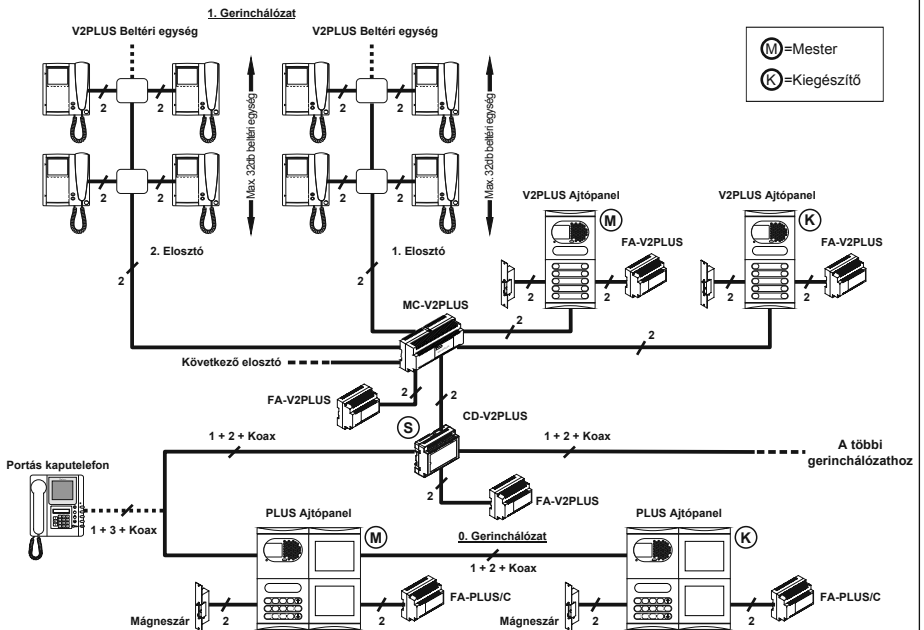 1. Gerinchálózat
V2PLUS Beltéri egység
V2PLUS Beltéri egység
M =Mester
K =Kiegészítő
2
2
2
2
Max. 32db beltéri egység
Max. 32db beltéri egység
2
2
2
2
V2PLUS Ajtópanel
M
V2PLUS Ajtópanel
K
2. Elosztó
1. Elosztó
FA-V2PLUS
FA-V2PLUS
2
2
2
2
2
2
MC-V2PLUS
2
2
Következő elosztó
2
2
FA-V2PLUS
CD-V2PLUS
S
1 + 2 + Koax
1 + 2 + Koax
A többi
gerinchálózathoz
Portás kaputelefon
2
FA-V2PLUS
1 + 3 + Koax
PLUS Ajtópanel
M
0. Gerinchálózat
1 + 2 + Koax
PLUS Ajtópanel
K
FA-PLUS/C
FA-PLUS/C
Mágneszár
2
2
Mágneszár
2
2